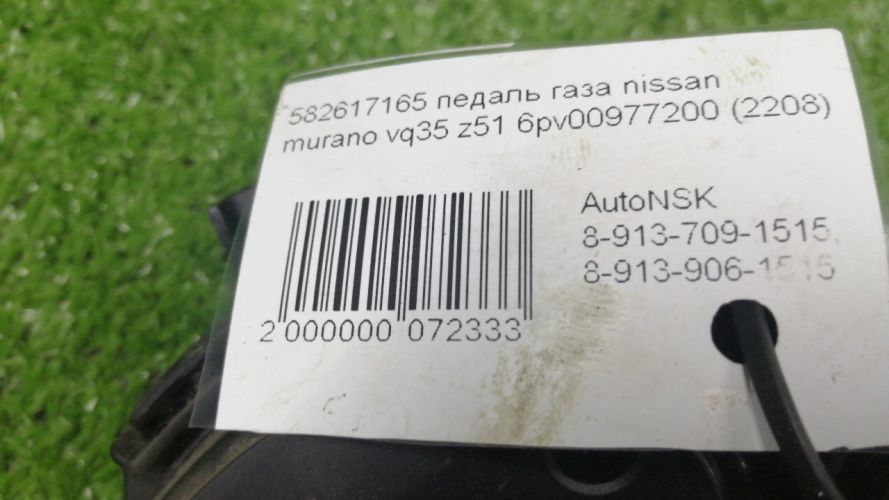 582617165 педаль газа nissan
murano vq35 z51 6pv00977200 (2208)
AutoNSK
8-913-709-1515,
8-913-906-1515
2 000000 072333